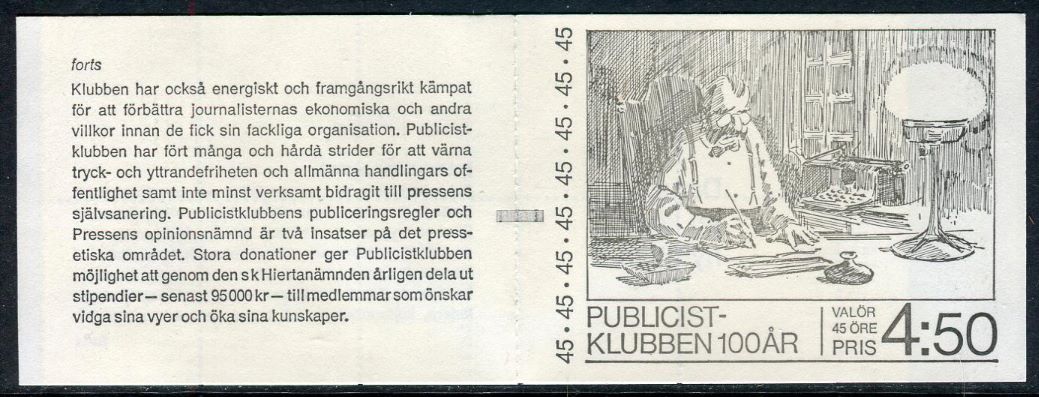 forts
Klubben har också energiskt och framgångsrikt kämpat
för att förbättra journalisternas ekonomiska och andra
villkor innan de fick sin fackliga organisation. Publicist-
klubben har fört många och hårda strider för att värna
tryck- och yttrandefriheten och allmänna handlingars of-
fentlighet samt inte minst verksamt bidragit till pressens
självsanering. Publicistklubbens publiceringsregler och
Pressens opinionsnämnd är två insatser på det press-
etiska området. Stora donationer ger Publicistklubben
möjlighet att genom den s k Hiertanämnden årligen dela ut
stipendier – senast 95000 kr – till medlemmar som önskar
vidga sina vyer och öka sina kunskaper.
45 • 45 • 45 • 45 • 45 • 45 • 45 • 45
PUBLICIST-
KLUBBEN 100 ÅR
VALÖR
45 ÖRE
PRIS 4:50